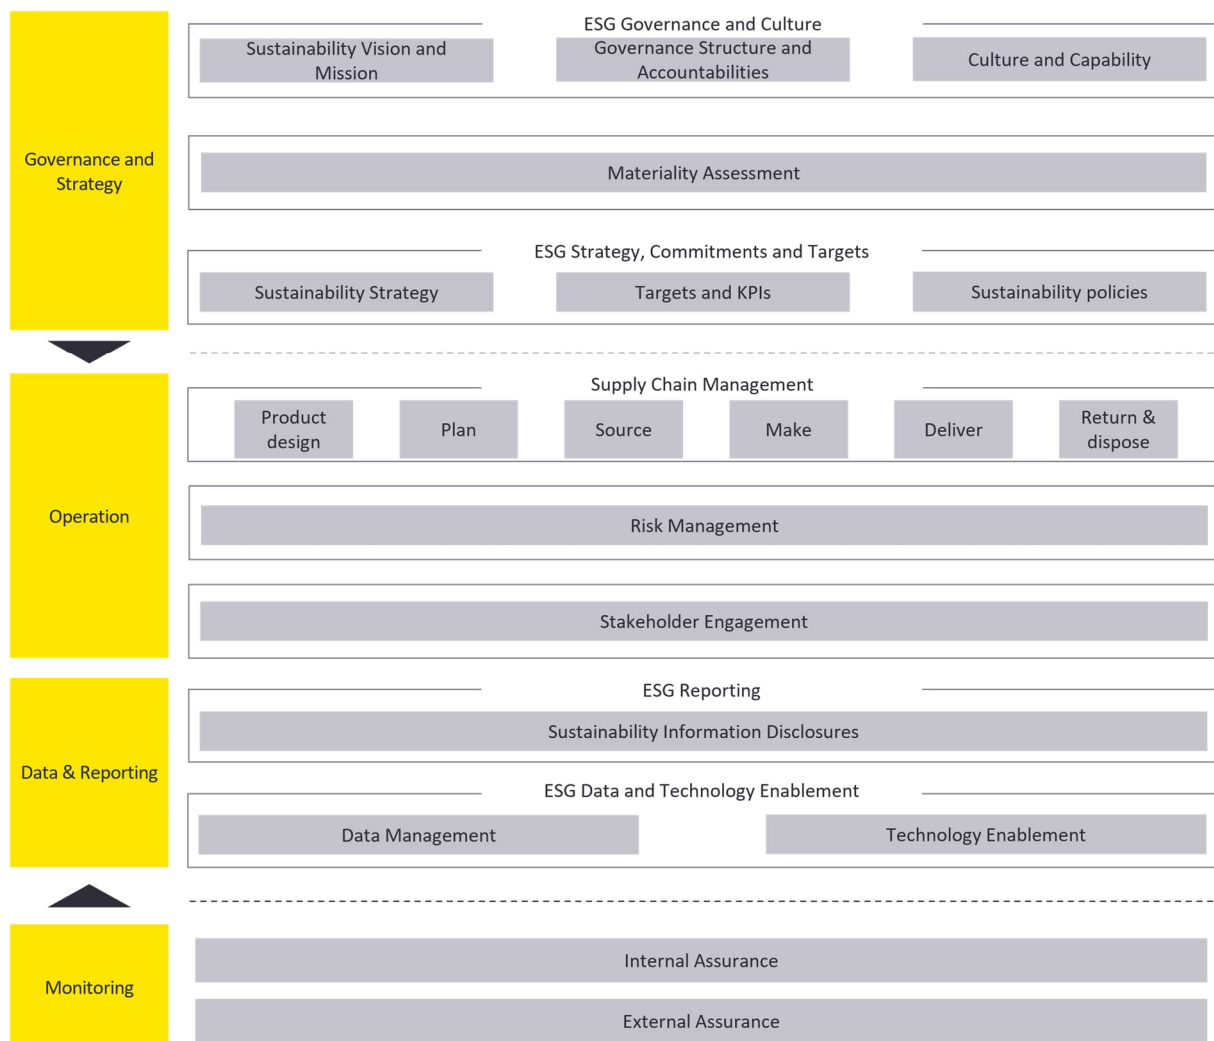 Governance and
Strategy
ESG Governance and Culture
Sustainability Vision and
Mission
Governance Structure and
Accountabilities
Culture and Capability
Materiality Assessment
ESG Strategy, Commitments and Targets
Sustainability Strategy
Targets and KPIs
Sustainability policies
Operation
Supply Chain Management
Product
design
Plan
Source
Make
Deliver
Return &
dispose
Risk Management
Stakeholder Engagement
Data & Reporting
ESG Reporting
Sustainability Information Disclosures
ESG Data and Technology Enablement
Data Management
Technology Enablement
Monitoring
Internal Assurance
External Assurance